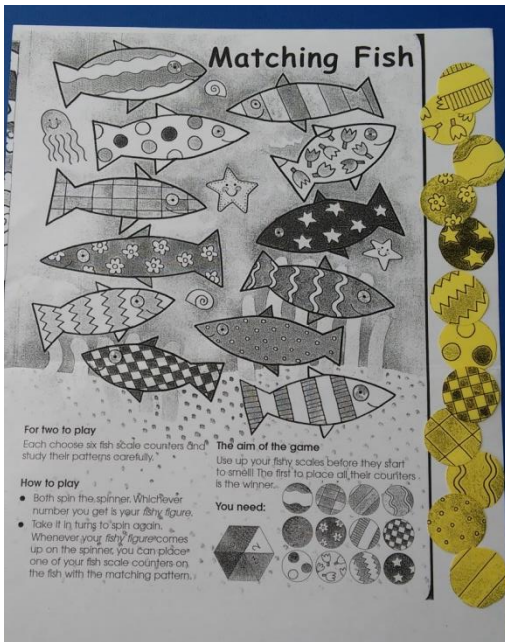 Matching Fish
For two to play
Each choose six fish scale counters and
study their patterns carefully.
How to play
● Both spin the spinner. Whichever
number you get is your fishy figure.
● Take it in turns to spin again.
Whenever your fishy figure comes
up on the spinner, you can place
one of your fish scale counters on
the fish with the matching pattern.
The aim of the game
Use up your fishy scales before they start
to smell! The first to place all their counters
is the winner.
You need:
2